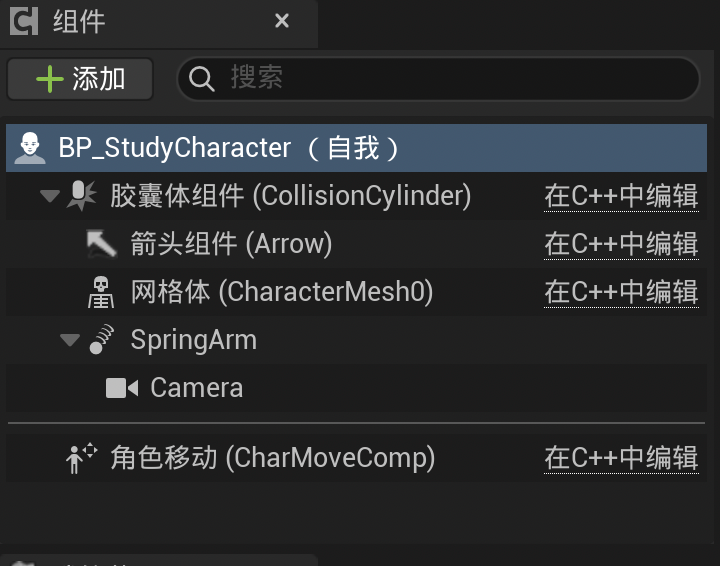 组件
添加
搜索
BP_StudyCharacter （自我）
胶囊体组件 (CollisionCylinder) 在C++中编辑
箭头组件 (Arrow) 在C++中编辑
网格体 (CharacterMesh0) 在C++中编辑
SpringArm
Camera
角色移动 (CharMoveComp) 在C++中编辑